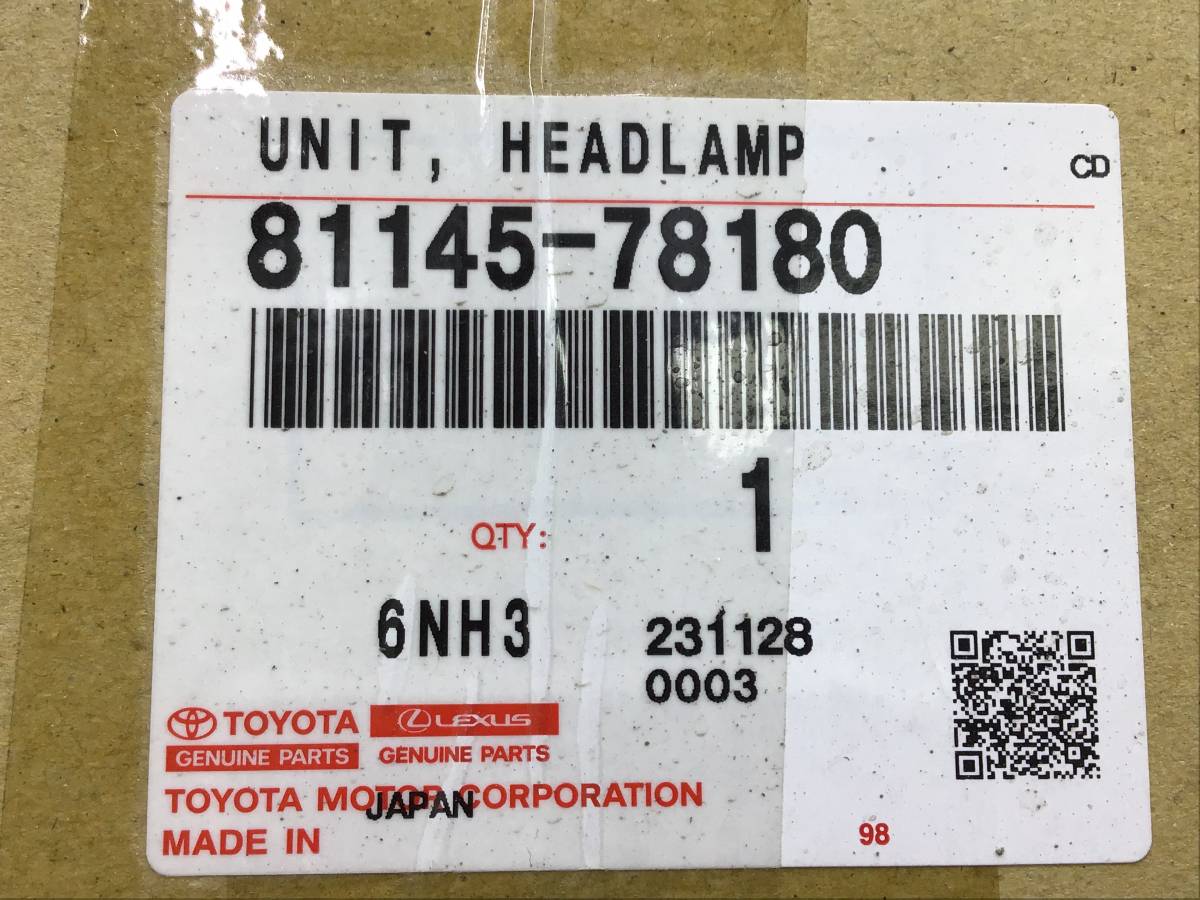 UNIT, HEADLAMP
CD
81145-78180
1
QTY:
6NH3
231128
0003
TOYOTA LEXUS
GENUINE PARTS GENUINE PARTS
TOYOTA MOTOR CORPORATION
JAPAN
MADE IN
98